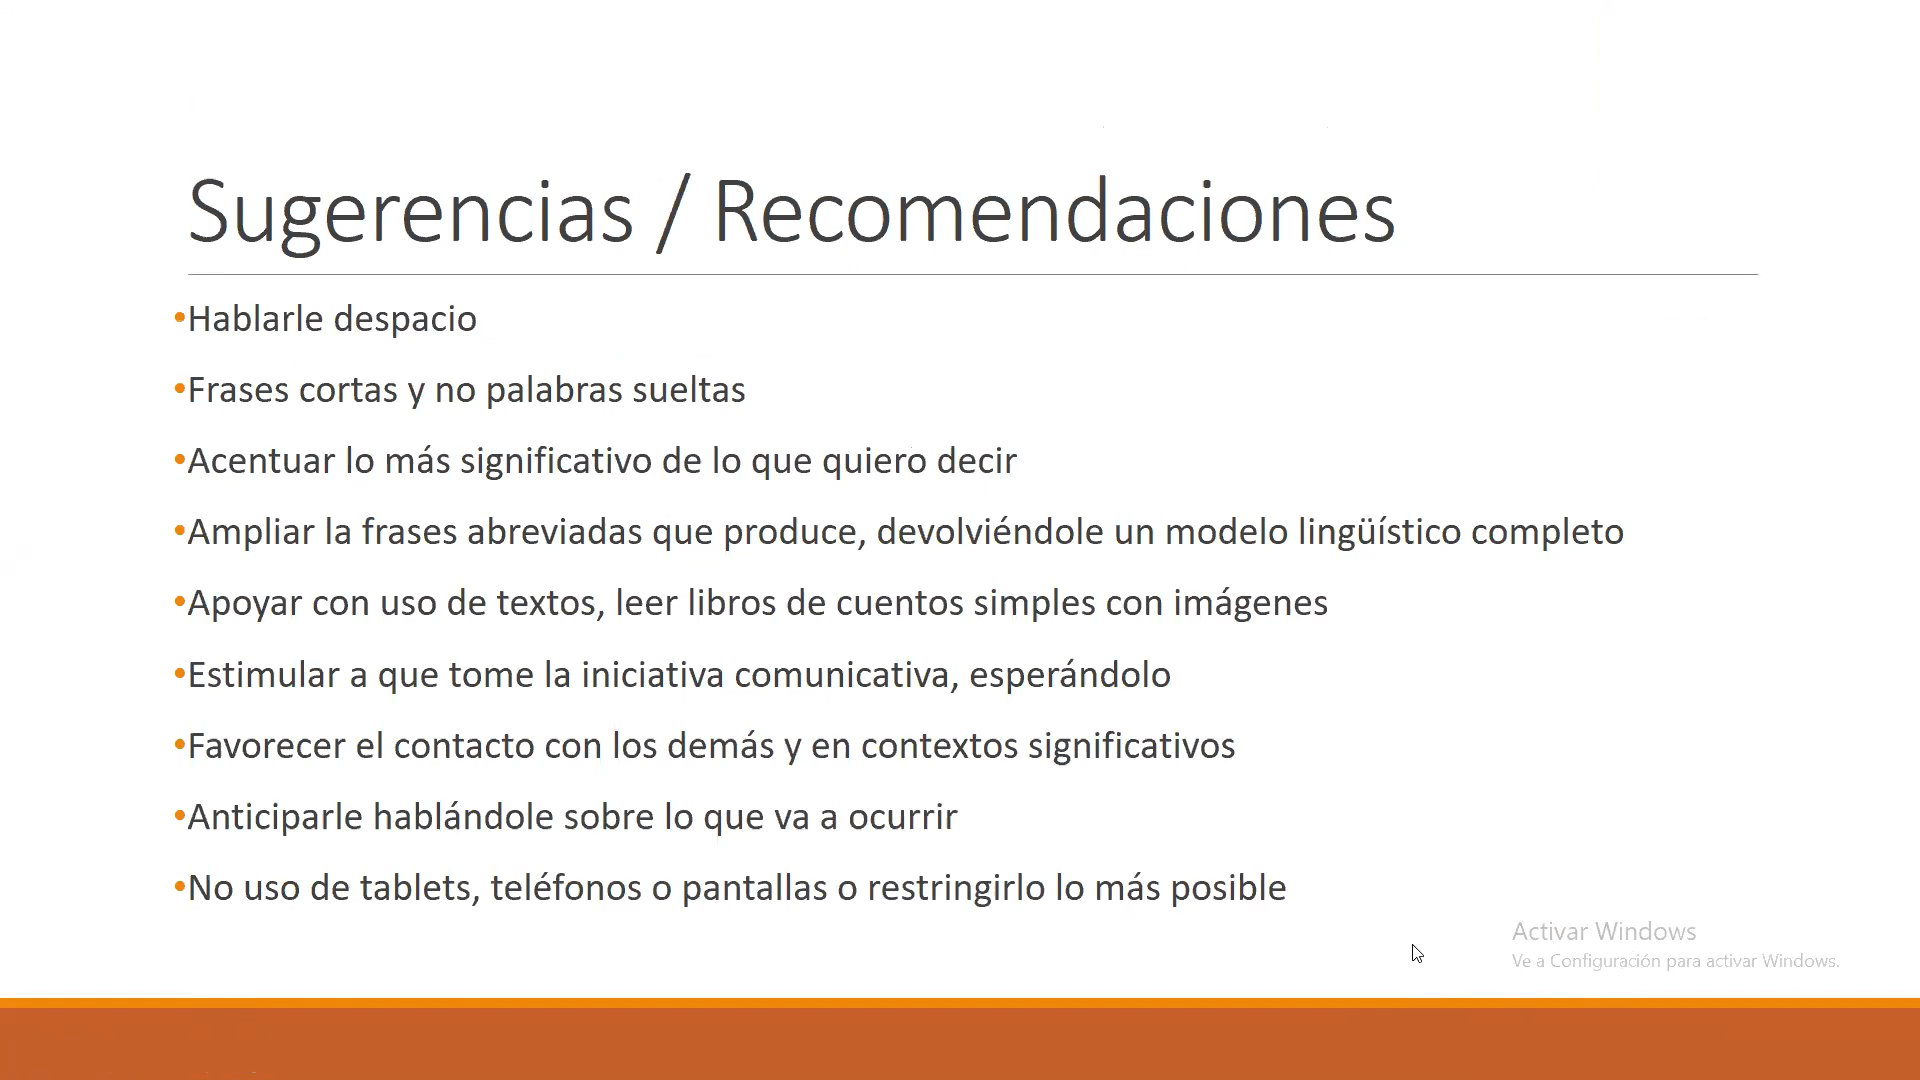 Sugerencias / Recomendaciones
•Hablarle despacio
•Frases cortas y no palabras sueltas
•Acentuar lo más significativo de lo que quiero decir
•Ampliar la frases abreviadas que produce, devolviéndole un modelo lingüístico completo
•Apoyar con uso de textos, leer libros de cuentos simples con imágenes
•Estimular a que tome la iniciativa comunicativa, esperándolo
•Favorecer el contacto con los demás y en contextos significativos
•Anticiparle hablándole sobre lo que va a ocurrir
•No uso de tablets, teléfonos o pantallas o restringirlo lo más posible
Activar Windows
Ve a Configuración para activar Windows.